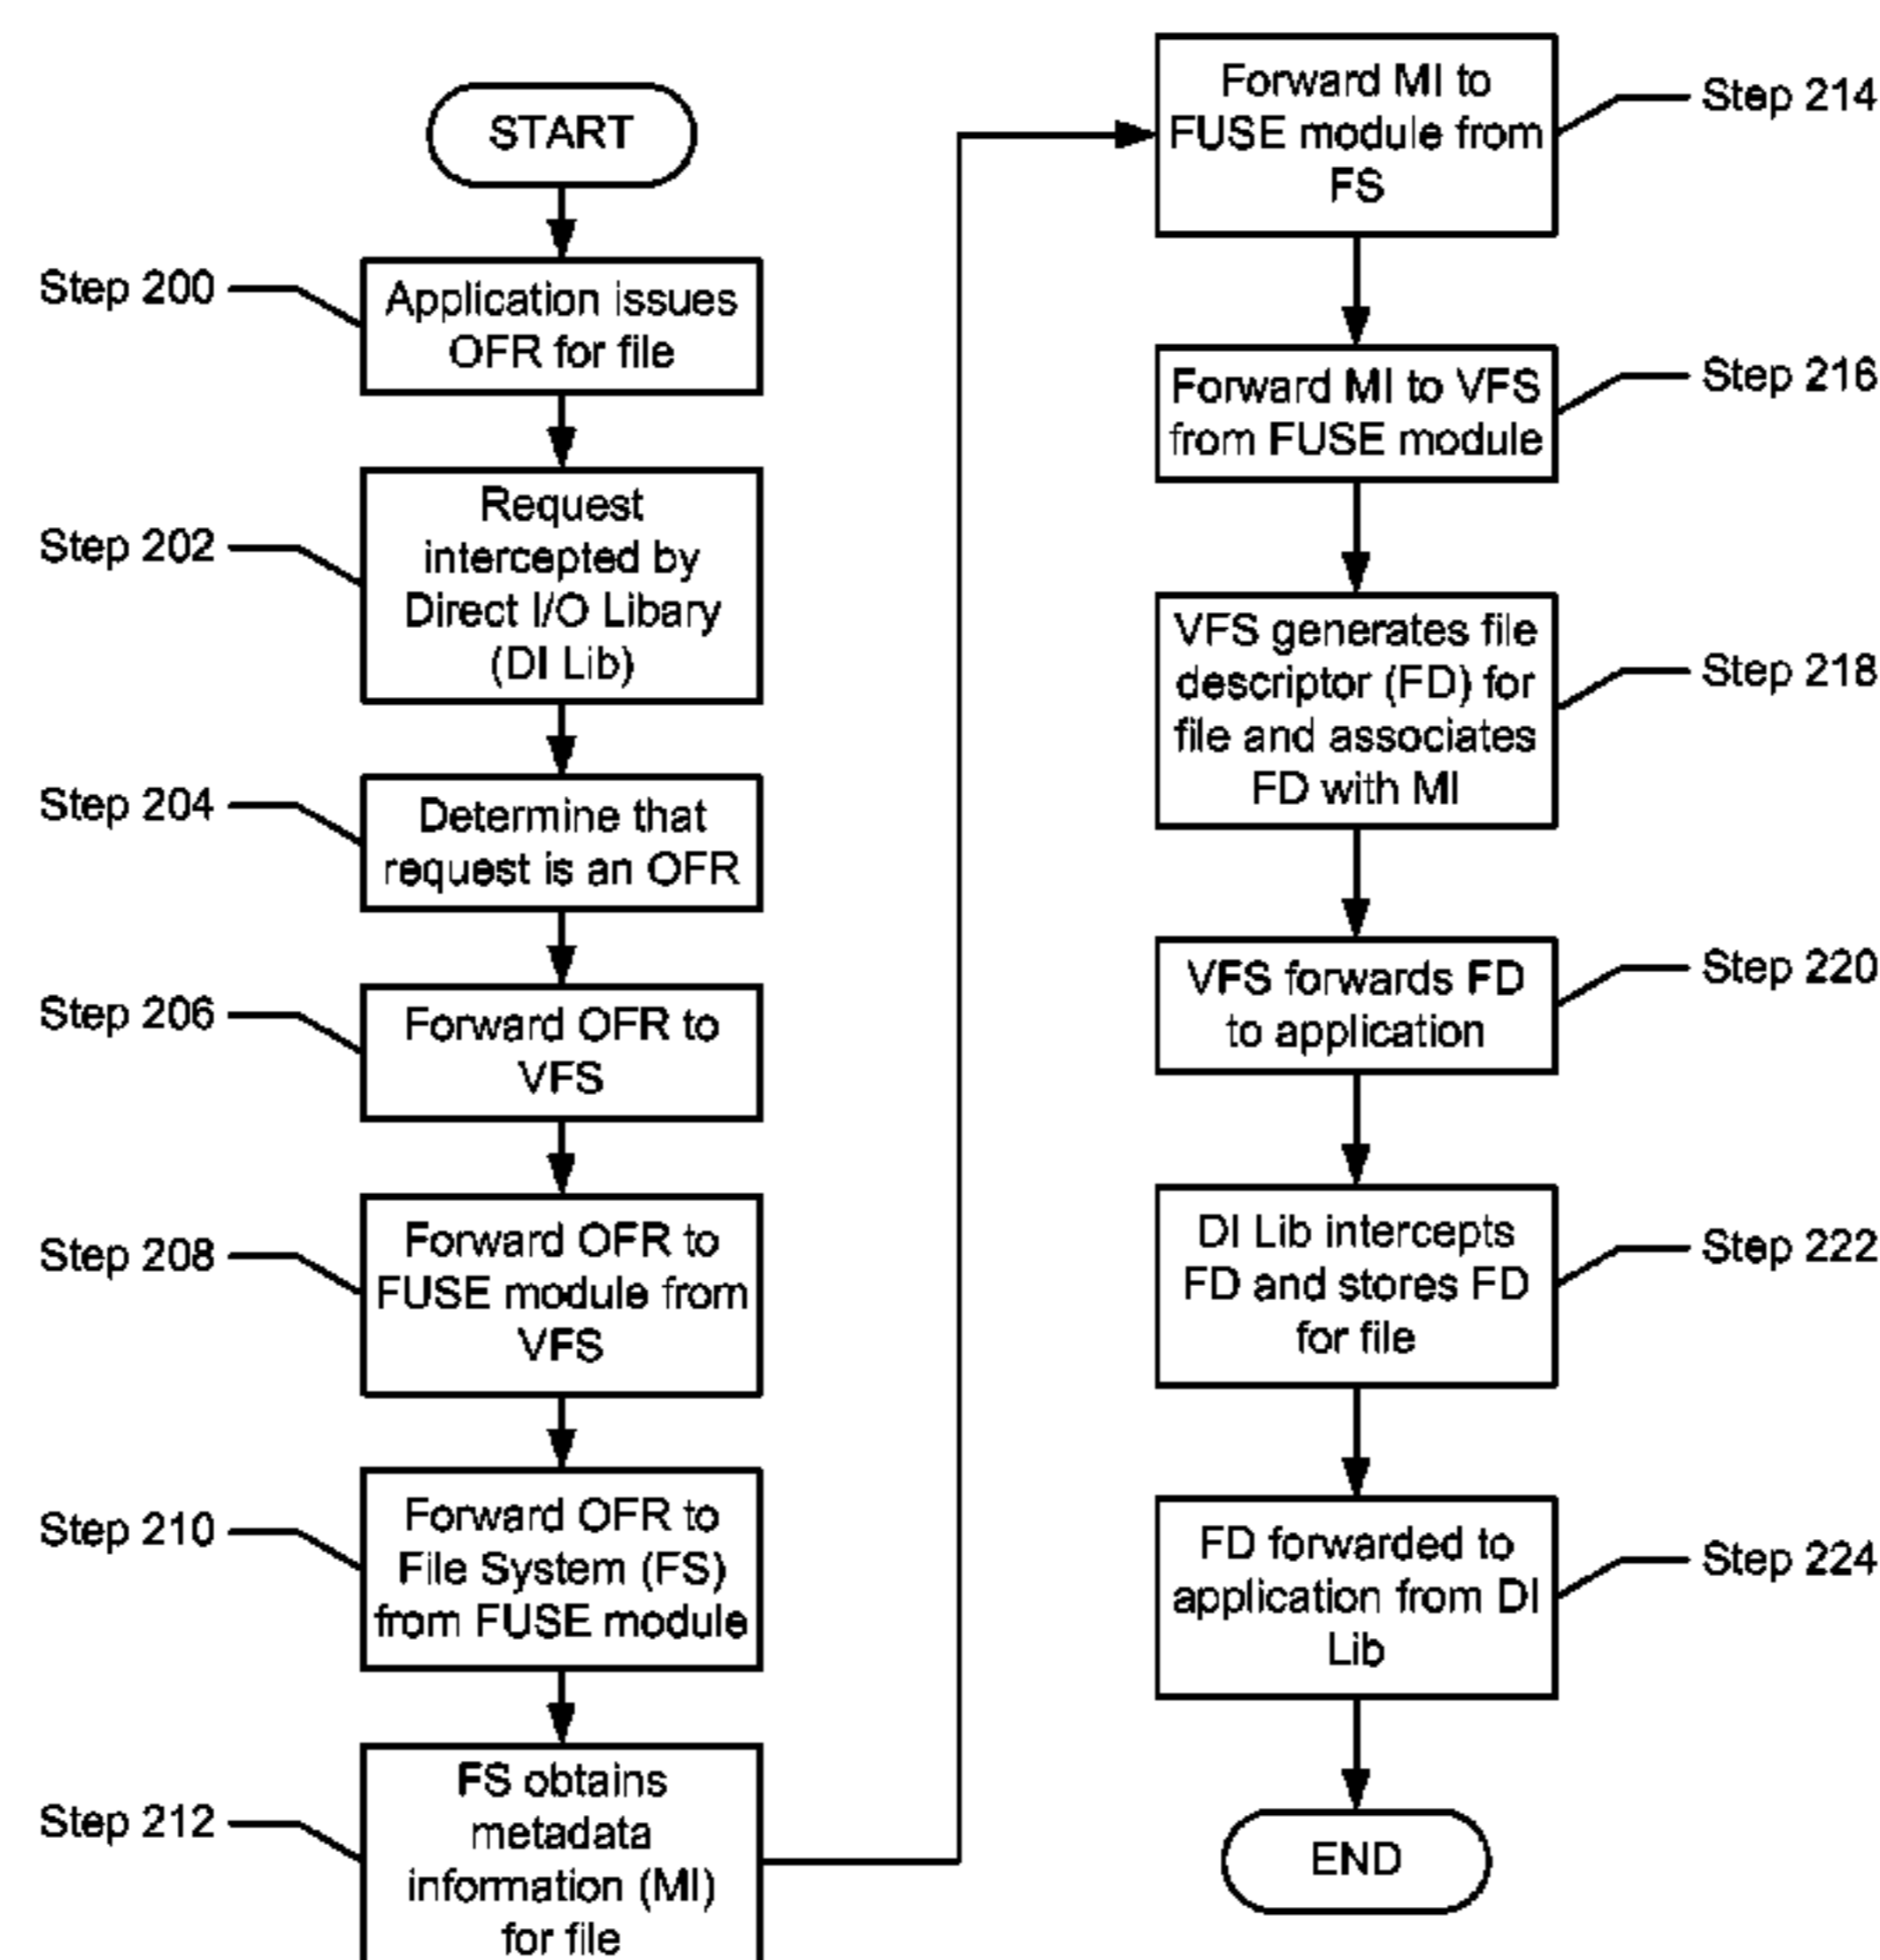 START
Step 200
Application issues
OFR for file
Step 202
Request
intercepted by
Direct I/O Libary
(DI Lib)
Step 204
Determine that
request is an OFR
Step 206
Forward OFR to
VFS
Step 208
Forward OFR to
FUSE module from
VFS
Step 210
Forward OFR to
File System (FS)
from FUSE module
Step 212
FS obtains
metadata
information (MI)
for file
Forward MI to
FUSE module from
FS
Step 214
Forward MI to VFS
from FUSE module
Step 216
VFS generates file
descriptor (FD) for
file and associates
FD with MI
Step 218
VFS forwards FD
to application
Step 220
DI Lib intercepts
FD and stores FD
for file
Step 222
FD forwarded to
application from DI
Lib
Step 224
END